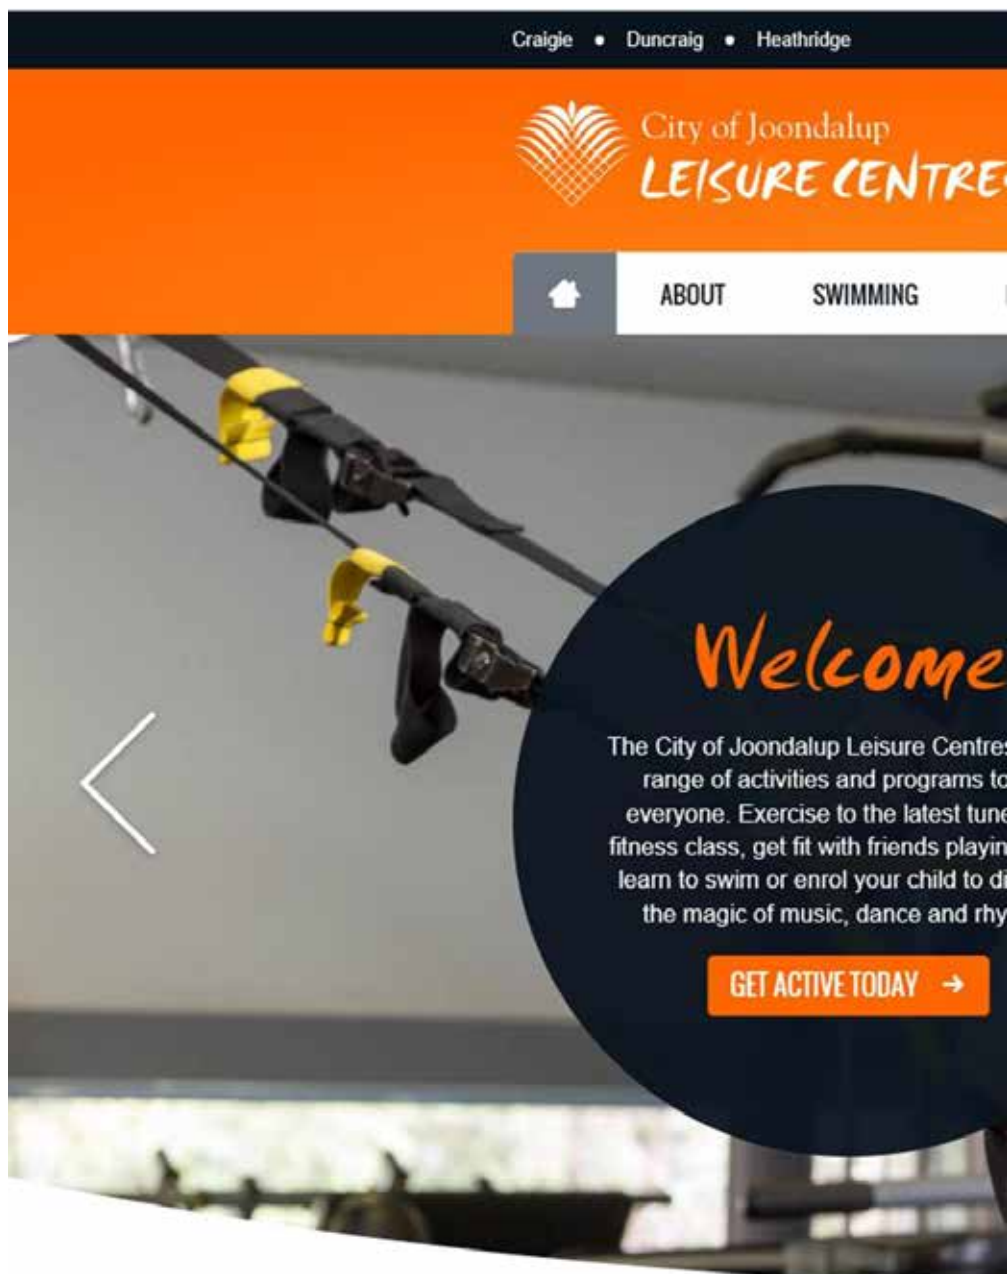 Craigie • Duncraig • Heathridge
City of Joondalup
LEISURE CENTRES
ABOUT SWIMMING
Welcome
The City of Joondalup Leisure Centres
range of activities and programs to
everyone. Exercise to the latest tune
fitness class, get fit with friends playin
learn to swim or enrol your child to di
the magic of music, dance and rhy
GET ACTIVE TODAY →